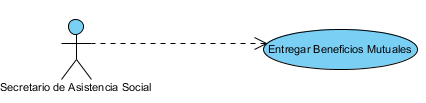 Entregar Beneficios Mutuales
Secretario de Asistencia Social